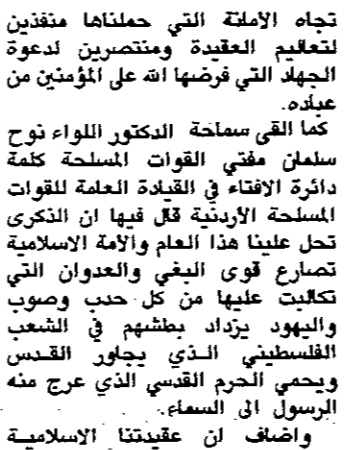 تجاه الامانة التي حملناها منفذين
لتعاليم العقيدة ومنتصرين لدعوة
الجهاد التي فرضها الله على المؤمنين من
عباده.
كما القى سماحة الدكتور اللواء نوح
سلمان مفتي القوات المسلحة كلمة
دائرة الافتاء في القيادة العامة للقوات
المسلحة الأردنية قال فيها ان الذكرى
تحل علينا هذا العام والأمة الاسلامية
تصارع قوى البغي والعدوان التي
تكالبت عليها من كل حدب وصوب
واليهود يزداد بطشهم في الشعب
الفلسطيني الذي يجاور القدس
ويحمي الحرم القدسي الذي عرج منه
الرسول الى السماء.
واضاف ان عقيدتنا الاسلامية